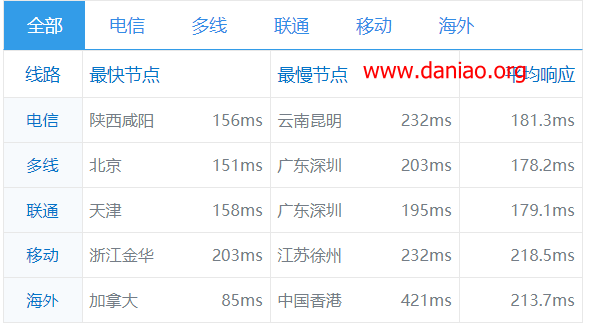 全部 电信 多线 联通 移动 海外
线路 最快节点 最慢节点 平均响应
www.daniao.org
电信 陕西咸阳 156ms 云南昆明 232ms 181.3ms
多线 北京 151ms 广东深圳 203ms 178.2ms
联通 天津 158ms 广东深圳 195ms 179.1ms
移动 浙江金华 203ms 江苏徐州 232ms 218.5ms
海外 加拿大 85ms 中国香港 421ms 213.7ms